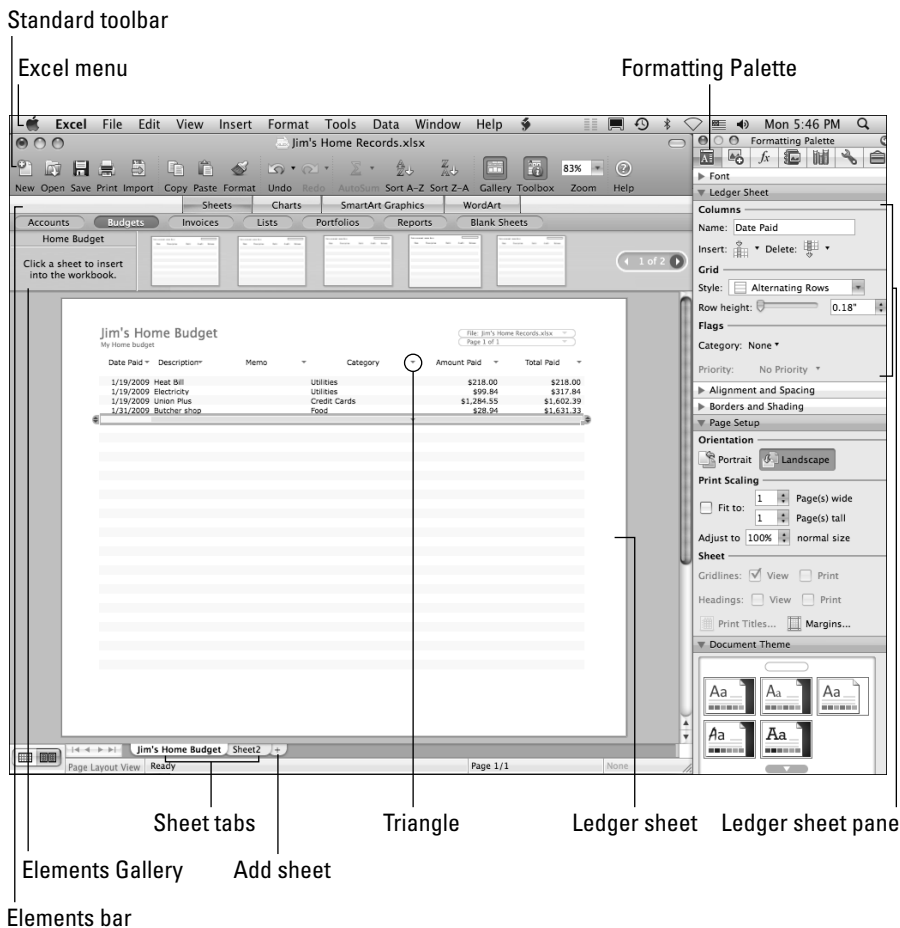 Standard toolbar
Excel menu
Formatting Palette
Excel File Edit View Insert Format Tools Data Window Help
Mon 5:46 PM
Jim's Home Records.xlsx
Formatting Palette
83%
New Open Save Print Import Copy Paste Format Undo Redo AutoSum Sort A-Z Sort Z-A Gallery Toolbox Zoom Help
Sheets Charts SmartArt Graphics WordArt
Accounts Budgets Invoices Lists Portfolios Reports Blank Sheets
Home Budget
Click a sheet to insert
into the workbook.
1 of 2
Jim's Home Budget
My Home budget
File: Jim's Home Records.xlsx
Page 1 of 1
Date Paid Description Memo Category Amount Paid Total Paid
1/19/2009 Heat Bill Utilities $218.00 $218.00
1/19/2009 Electricity Utilities $99.84 $317.84
1/19/2009 Union Plus Credit Cards $1,284.55 $1,602.39
1/31/2009 Butcher shop Food $28.94 $1,631.33
Font
Ledger Sheet
Columns
Name: Date Paid
Insert: Delete:
Grid
Style: Alternating Rows
Row height: 0.18"
Flags
Category: None
Priority: No Priority
Alignment and Spacing
Borders and Shading
Page Setup
Orientation
Portrait Landscape
Print Scaling
Fit to: 1 Page(s) wide
1 Page(s) tall
Adjust to 100% normal size
Sheet
Gridlines: View Print
Headings: View Print
Print Titles... Margins...
Document Theme
Aa Aa Aa
Aa Aa
Jim's Home Budget Sheet2 +
Page Layout View Ready Page 1/1 None
Sheet tabs
Triangle
Ledger sheet
Ledger sheet pane
Elements Gallery
Add sheet
Elements bar